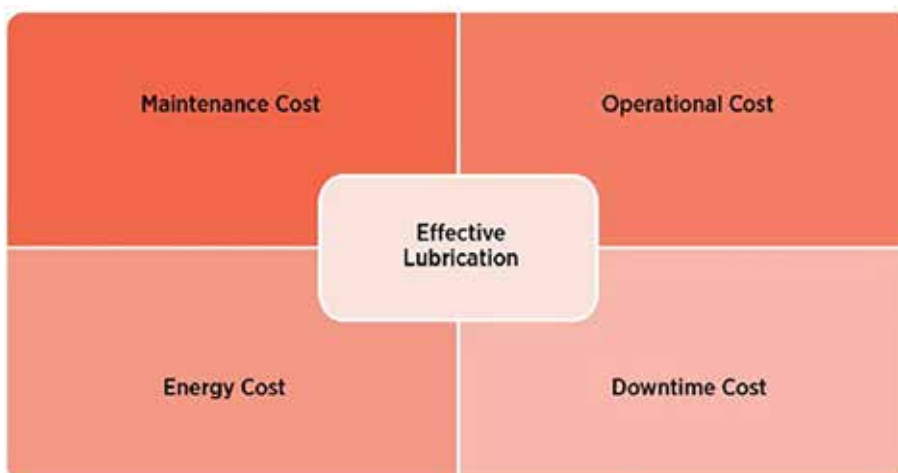 Maintenance Cost
Operational Cost
Effective
Lubrication
Energy Cost
Downtime Cost